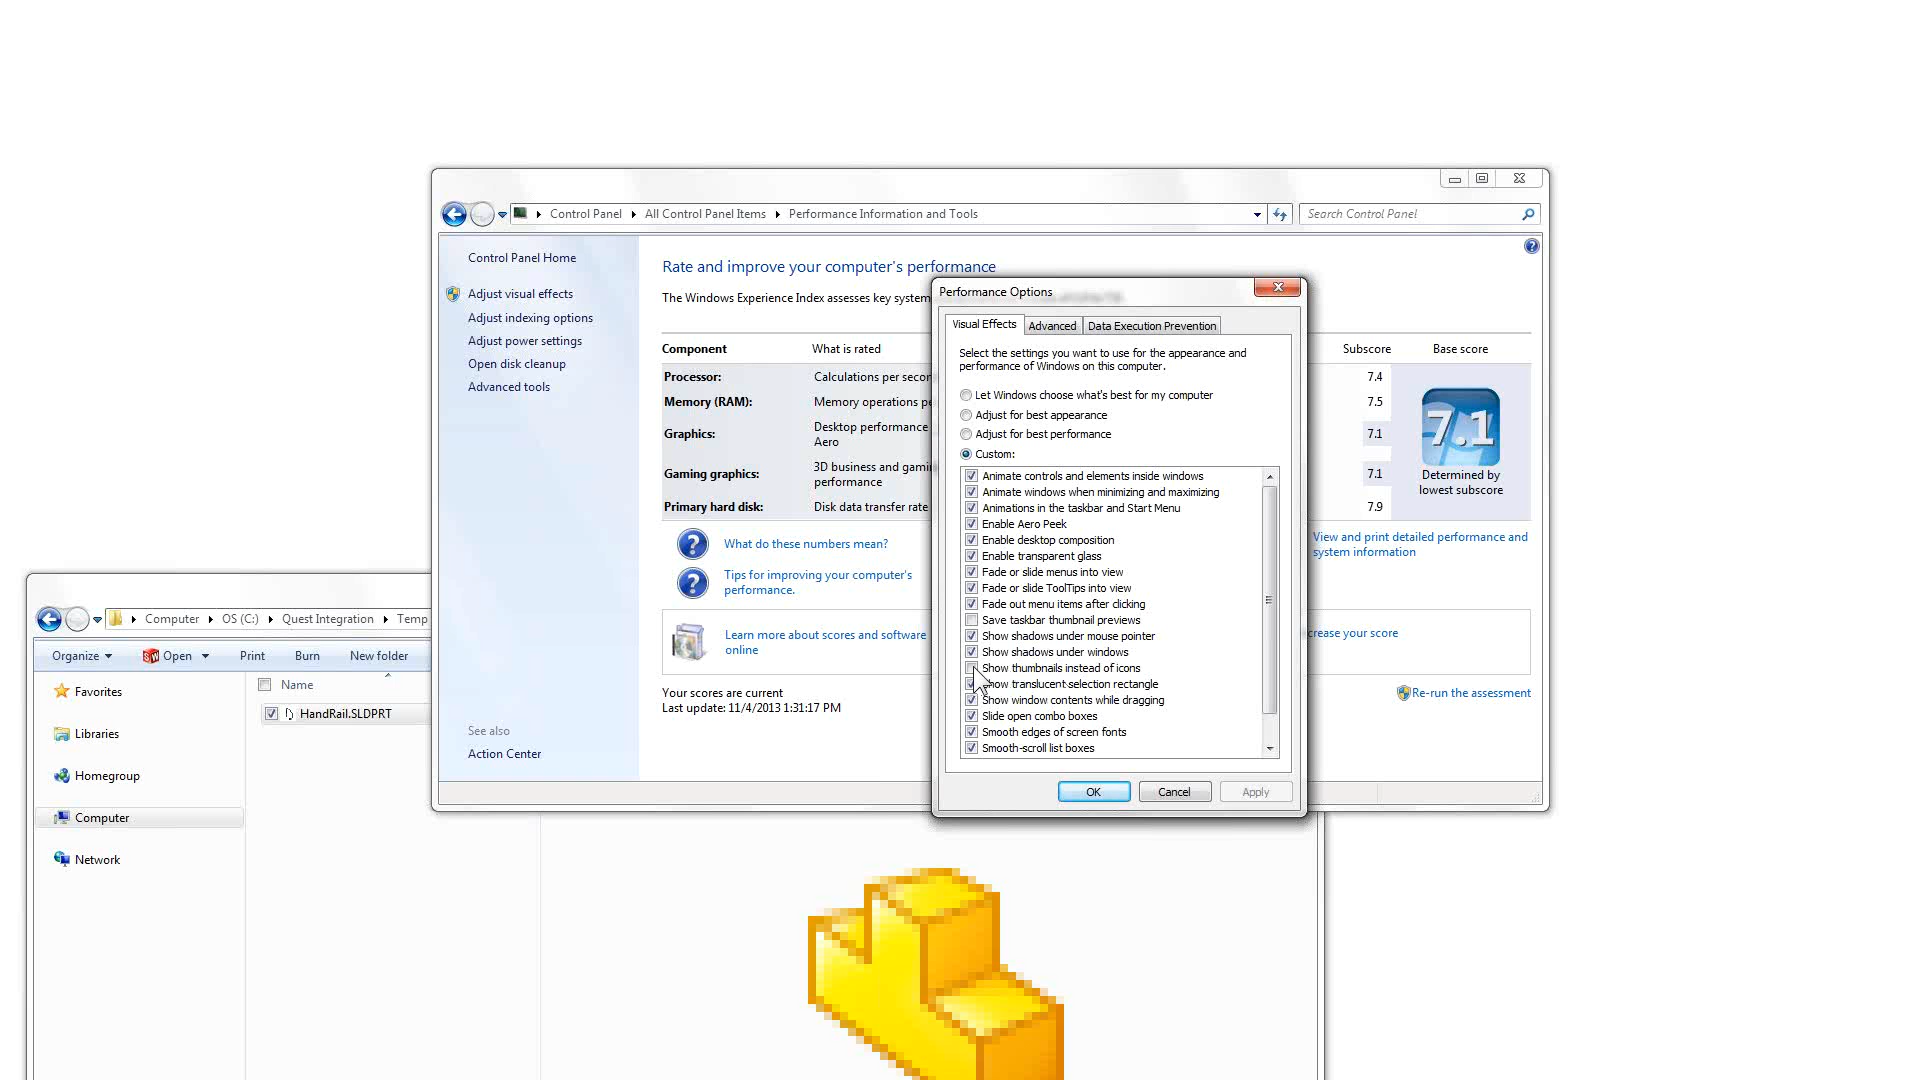 Control Panel
All Control Panel Items
Performance Information and Tools
Search Control Panel
Control Panel Home
Adjust visual effects
Adjust indexing options
Adjust power settings
Open disk cleanup
Advanced tools
See also
Action Center
Rate and improve your computer's performance
The Windows Experience Index assesses key system
Component What is rated Subscore Base score
Processor: Calculations per secon 7.4
Memory (RAM): Memory operations pe 7.5
Graphics: Desktop performance
Aero
7.1
Gaming graphics: 3D business and gami
performance
7.1
Primary hard disk: Disk data transfer rate 7.9
7.1
Determined by
lowest subscore
What do these numbers mean?
Tips for improving your computer's
performance.
View and print detailed performance and
system information
Learn more about scores and software
online
crease your score
Your scores are current
Last update: 11/4/2013 1:31:17 PM
Re-run the assessment
Performance Options
Visual Effects
Advanced
Data Execution Prevention
Select the settings you want to use for the appearance and
performance of Windows on this computer.
Let Windows choose what's best for my computer
Adjust for best appearance
Adjust for best performance
Custom:
Animate controls and elements inside windows
Animate windows when minimizing and maximizing
Animations in the taskbar and Start Menu
Enable Aero Peek
Enable desktop composition
Enable transparent glass
Fade or slide menus into view
Fade or slide ToolTips into view
Fade out menu items after clicking
Save taskbar thumbnail previews
Show shadows under mouse pointer
Show shadows under windows
Show thumbnails instead of icons
how translucent selection rectangle
Show window contents while dragging
Slide open combo boxes
Smooth edges of screen fonts
Smooth-scroll list boxes
OK
Cancel
Apply
Computer
OS (C:)
Quest Integration
Temp
Organize
Open
Print
Burn
New folder
Favorites
Libraries
Homegroup
Computer
Network
Name
HandRail.SLDPRT